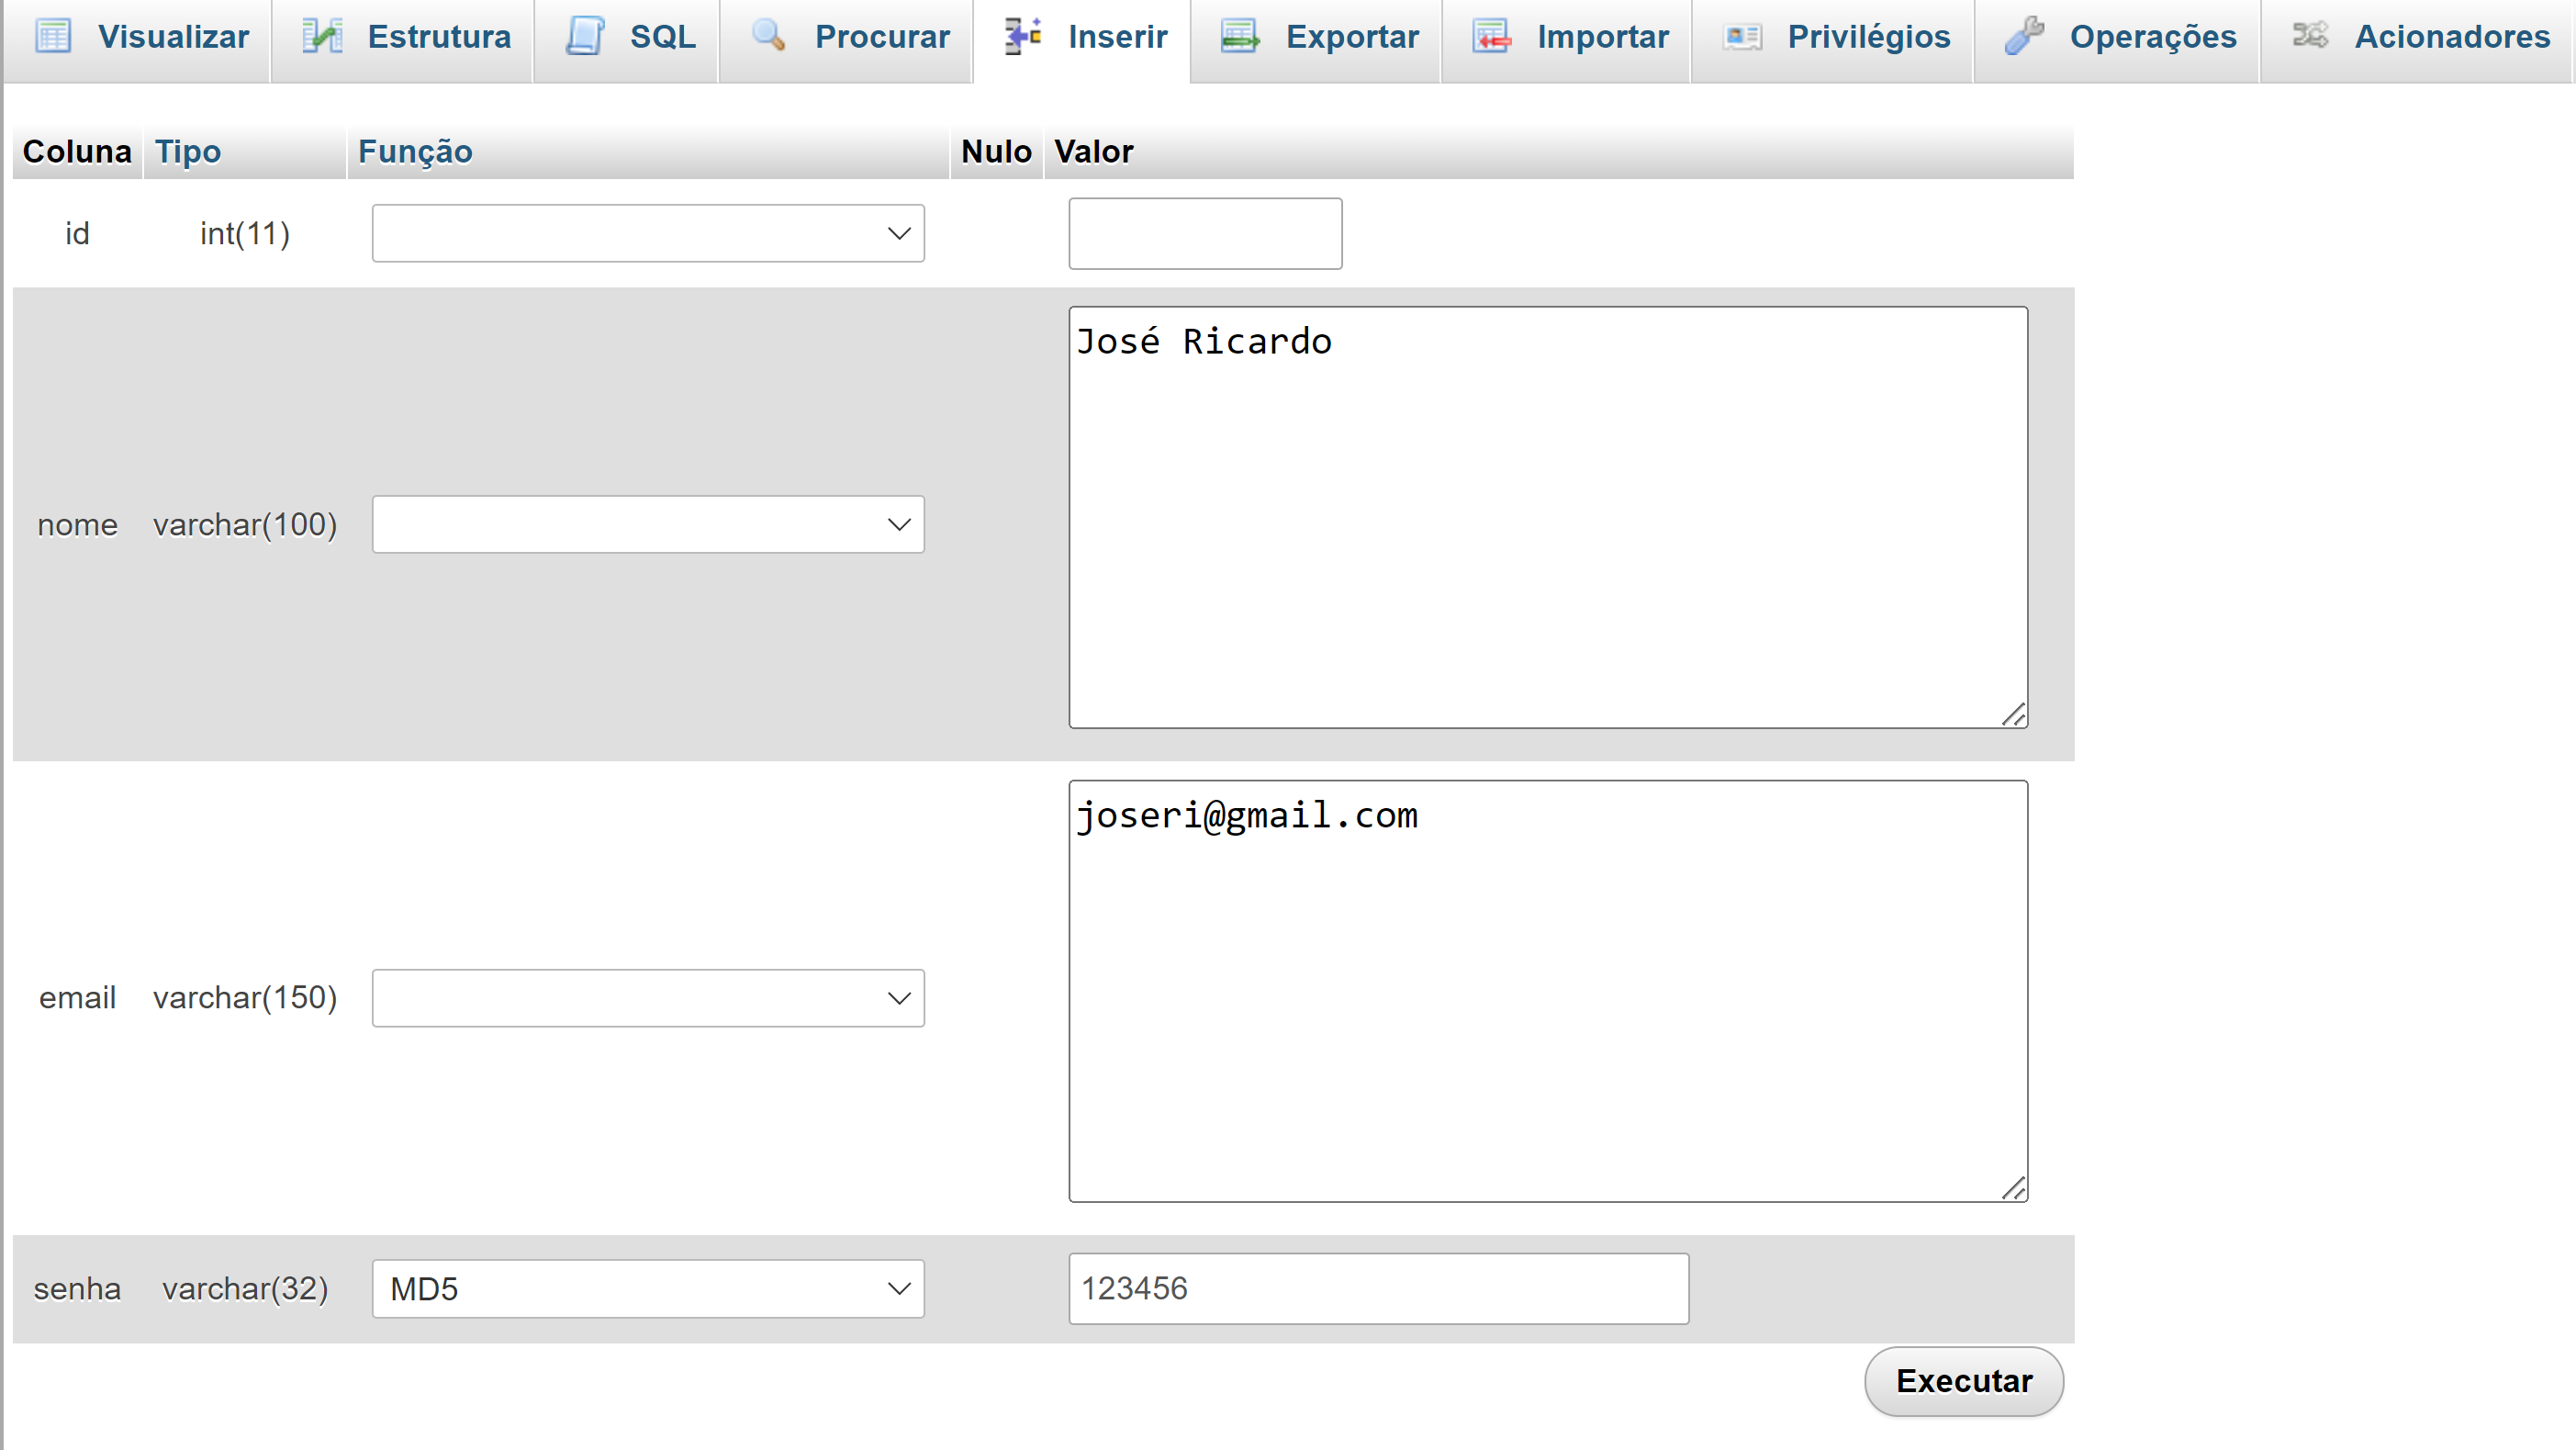 Visualizar Estrutura SQL Procurar Inserir Exportar Importar Privilégios Operações Acionadores
Coluna Tipo Função Nulo Valor
id int(11)
José Ricardo
nome varchar(100)
joseri@gmail.com
email varchar(150)
senha varchar(32) MD5 123456
Executar